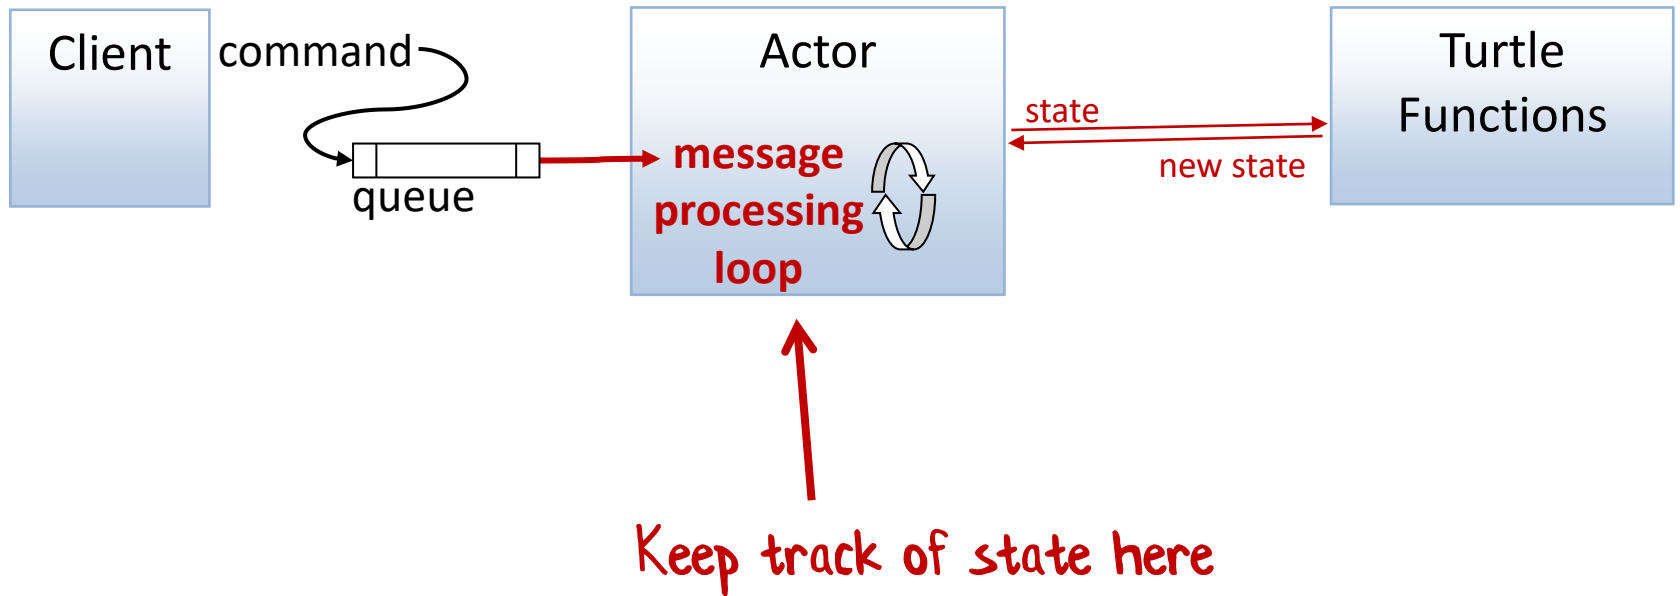 Client
command
queue
Actor
message
processing
loop
state
new state
Turtle
Functions
Keep track of state here